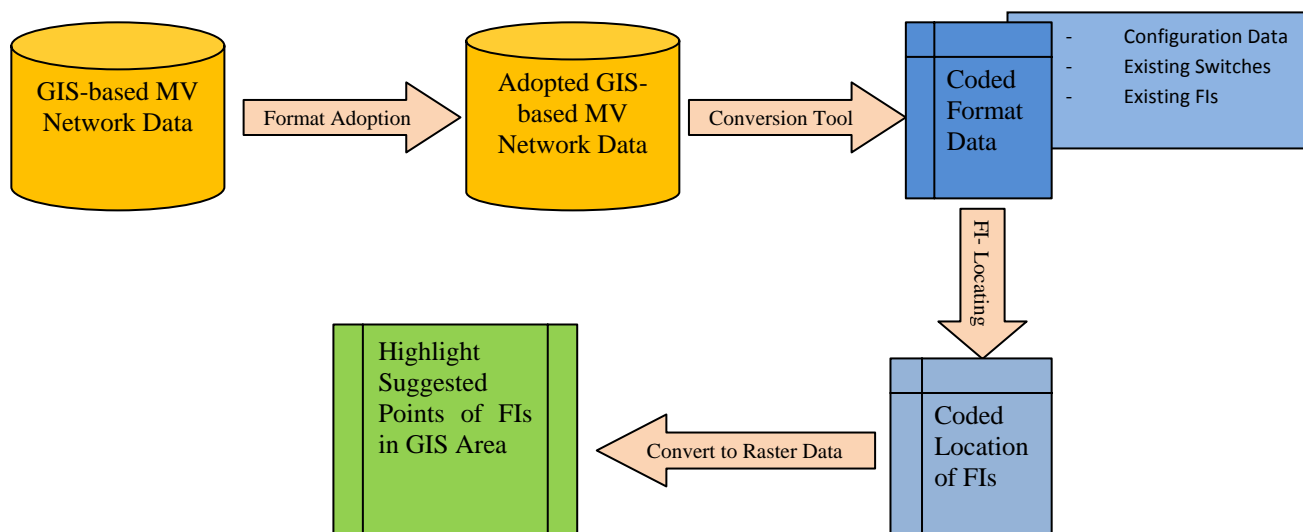 GIS-based MV
Network Data
Format Adoption
Adopted GIS-
based MV
Network Data
Conversion Tool
Coded
Format
Data
- Configuration Data
- Existing Switches
- Existing FIs
FI- Locating
Coded
Location
of FIs
Convert to Raster Data
Highlight
Suggested
Points of FIs
in GIS Area